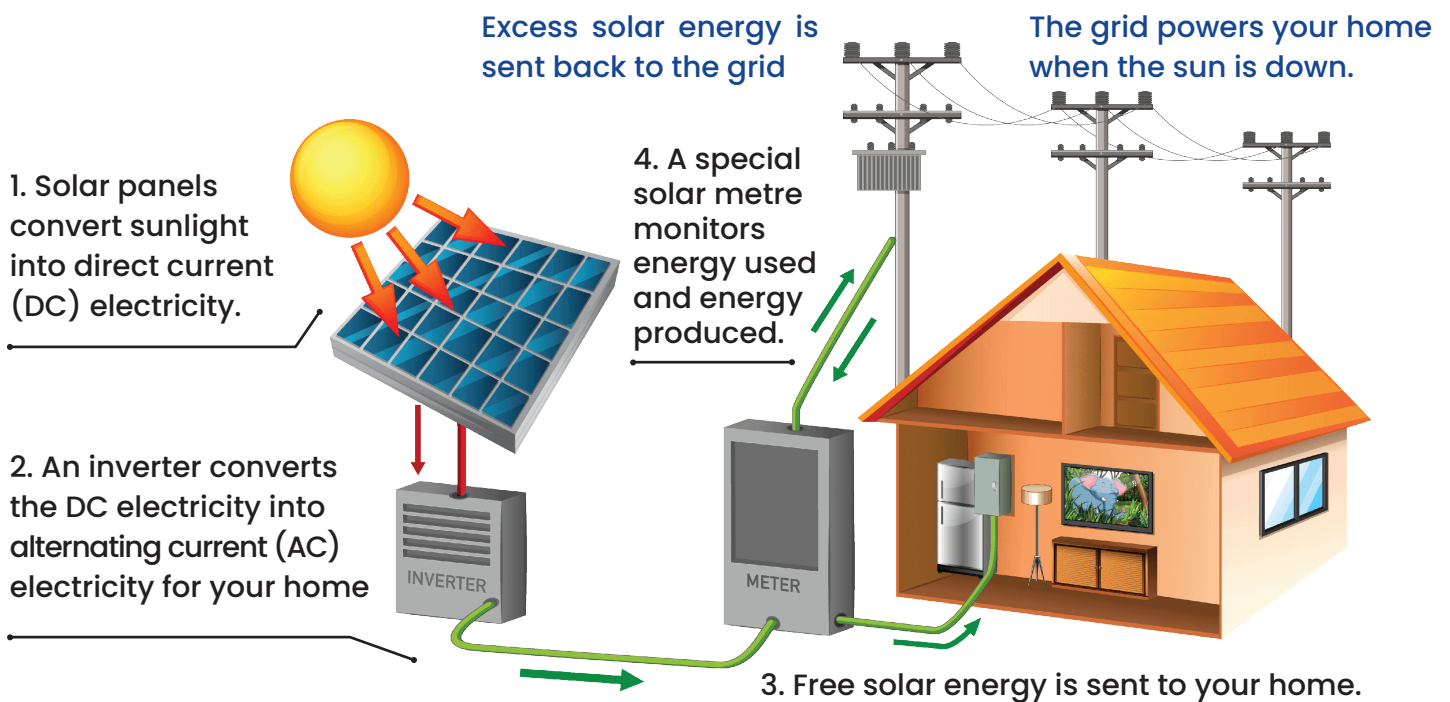 Excess solar energy is
sent back to the grid
The grid powers your home
when the sun is down.
1. Solar panels
convert sunlight
into direct current
(DC) electricity.
4. A special
solar metre
monitors
energy used
and energy
produced.
2. An inverter converts
the DC electricity into
alternating current (AC)
electricity for your home
INVERTER
METER
3. Free solar energy is sent to your home.